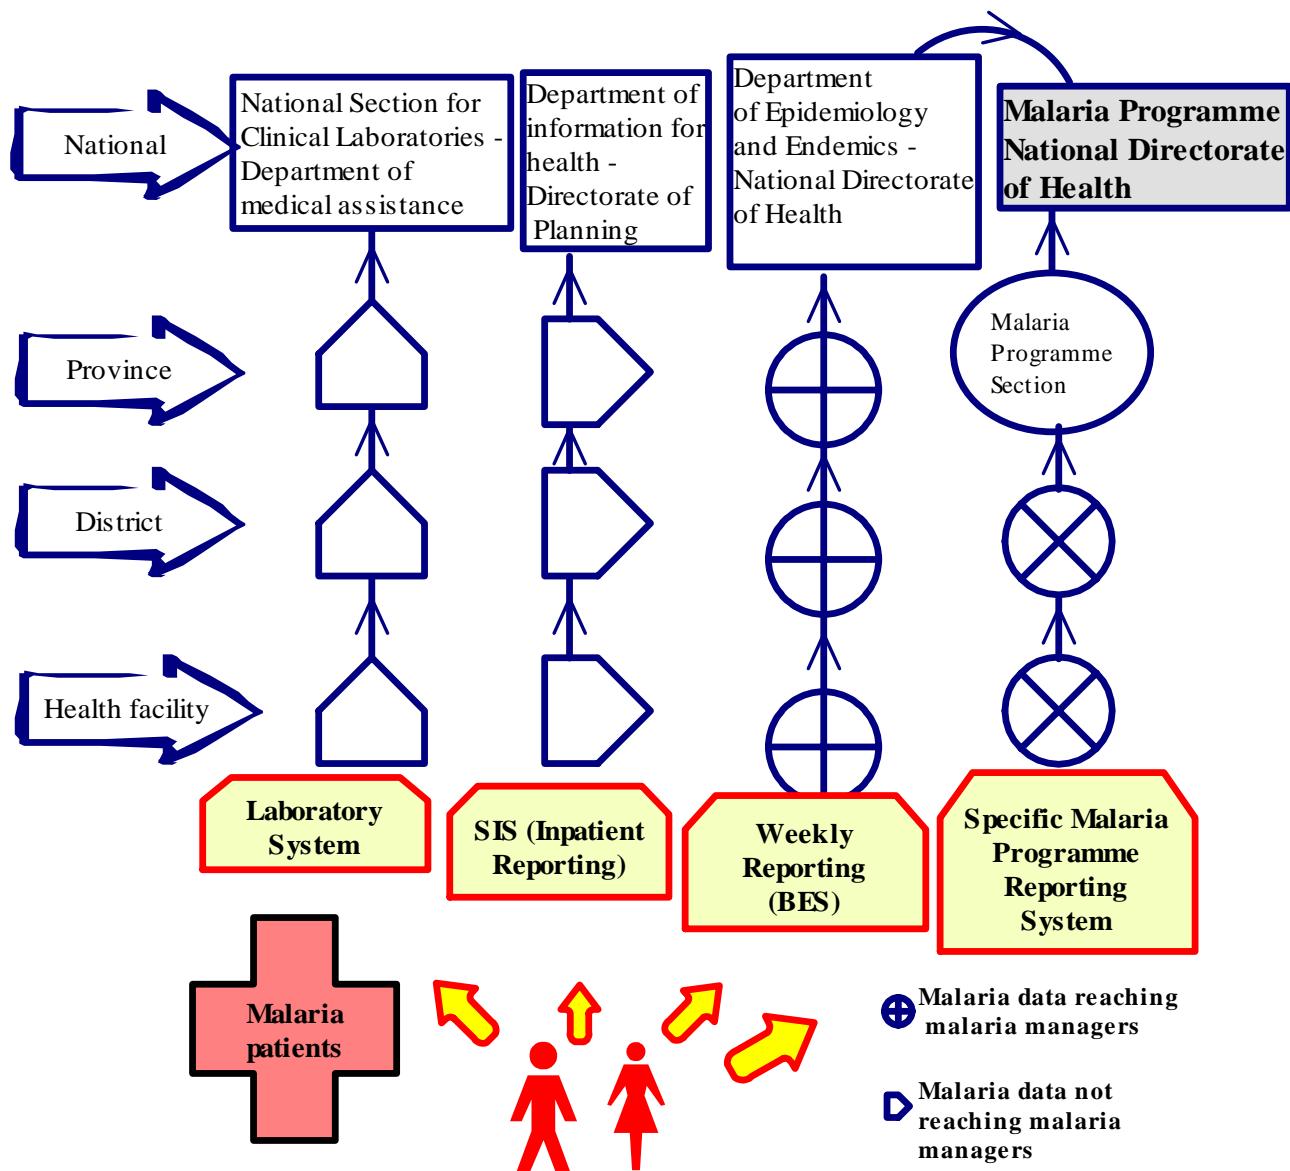 National
National Section for
Clinical Laboratories -
Department of
medical assistance
Department of
information for
health -
Directorate of
Planning
Department
of Epidemiology
and Endemics -
National Directorate
of Health
Malaria Programme
National Directorate
of Health
Province
Malaria
Programme
Section
District
Health facility
Laboratory
System
SIS (Inpatient
Reporting)
Weekly
Reporting
(BES)
Specific Malaria
Programme
Reporting
System
Malaria
patients
Malaria data reaching
malaria managers
Malaria data not
reaching malaria
managers